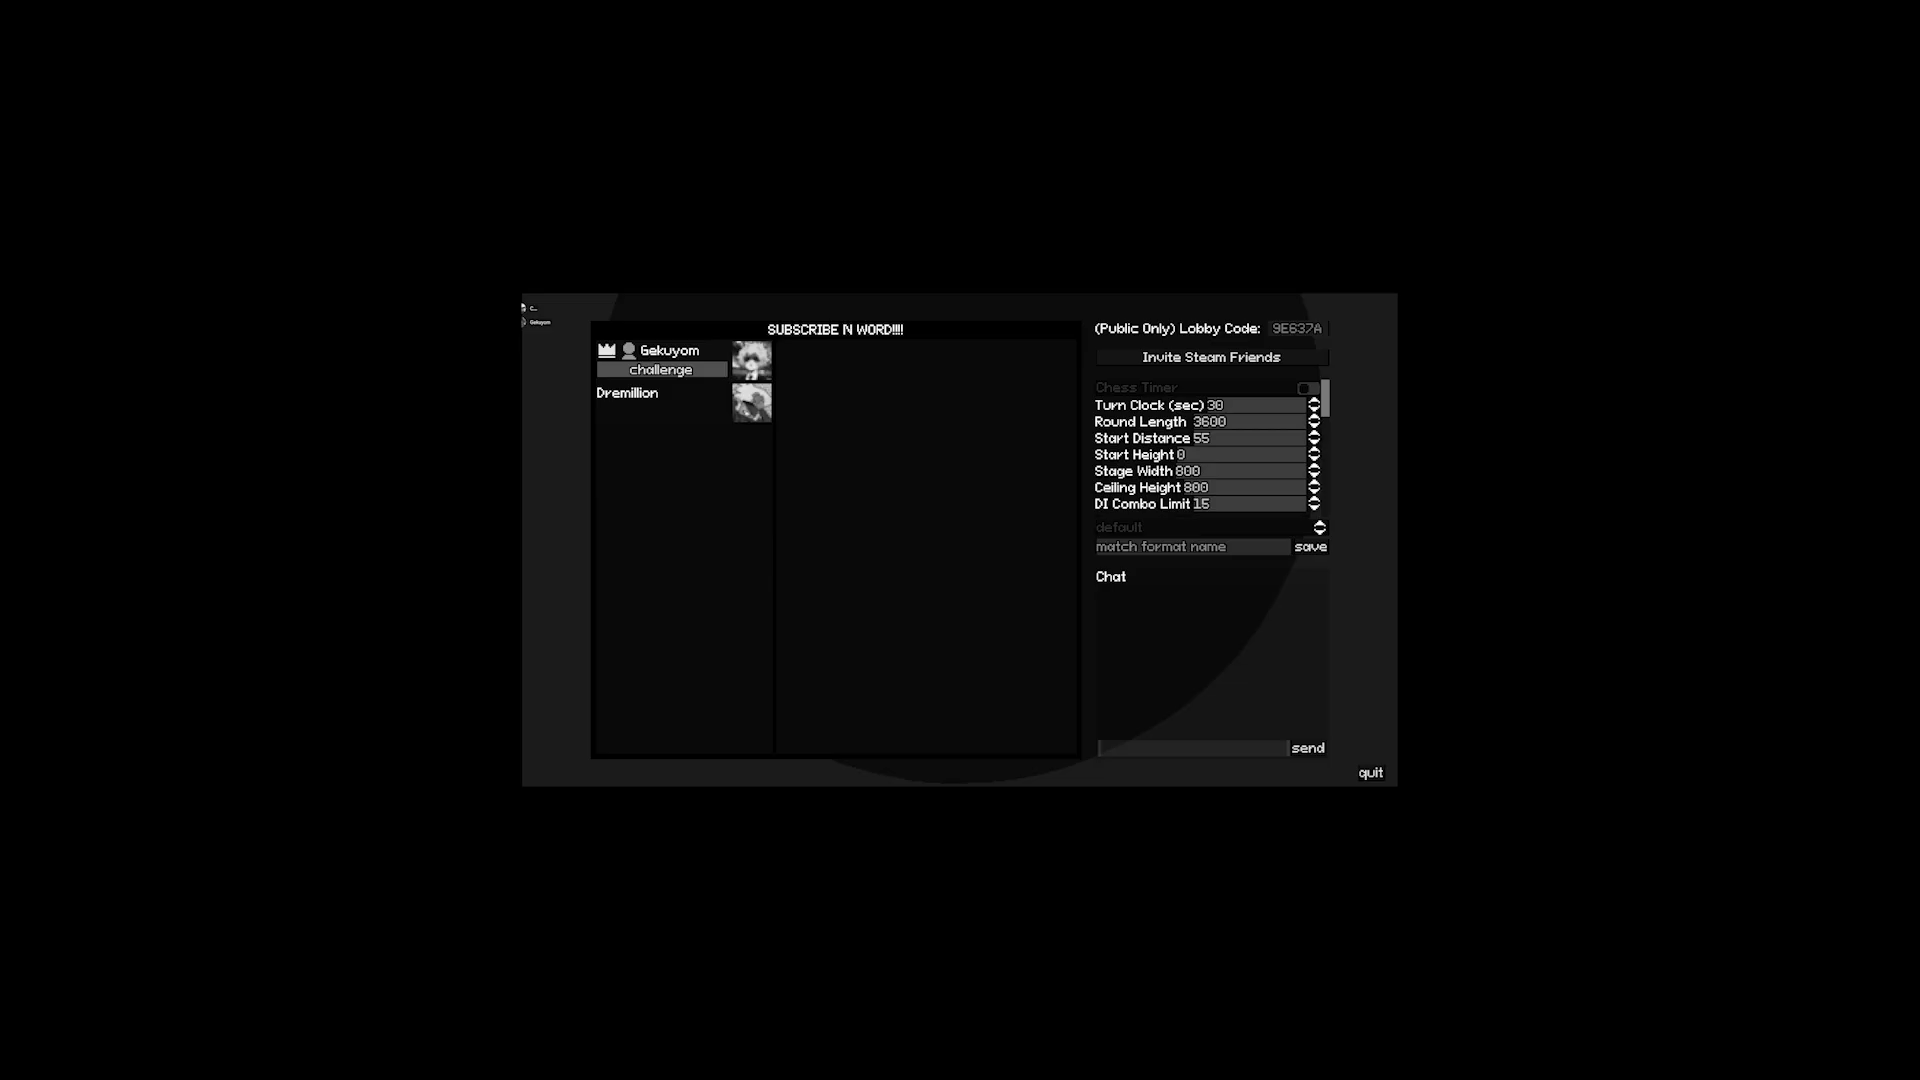 C...
Gekuyom
SUBSCRIBE N WORD!!!!
Gekuyom
challenge
Dremillion
(Public Only) Lobby Code: 9E637A
Invite Steam Friends
Chess Timer
Turn Clock (sec) 30
Round Length 3600
Start Distance 55
Start Height 0
Stage Width 800
Ceiling Height 800
DI Combo Limit 15
default
match format name save
Chat
send
quit